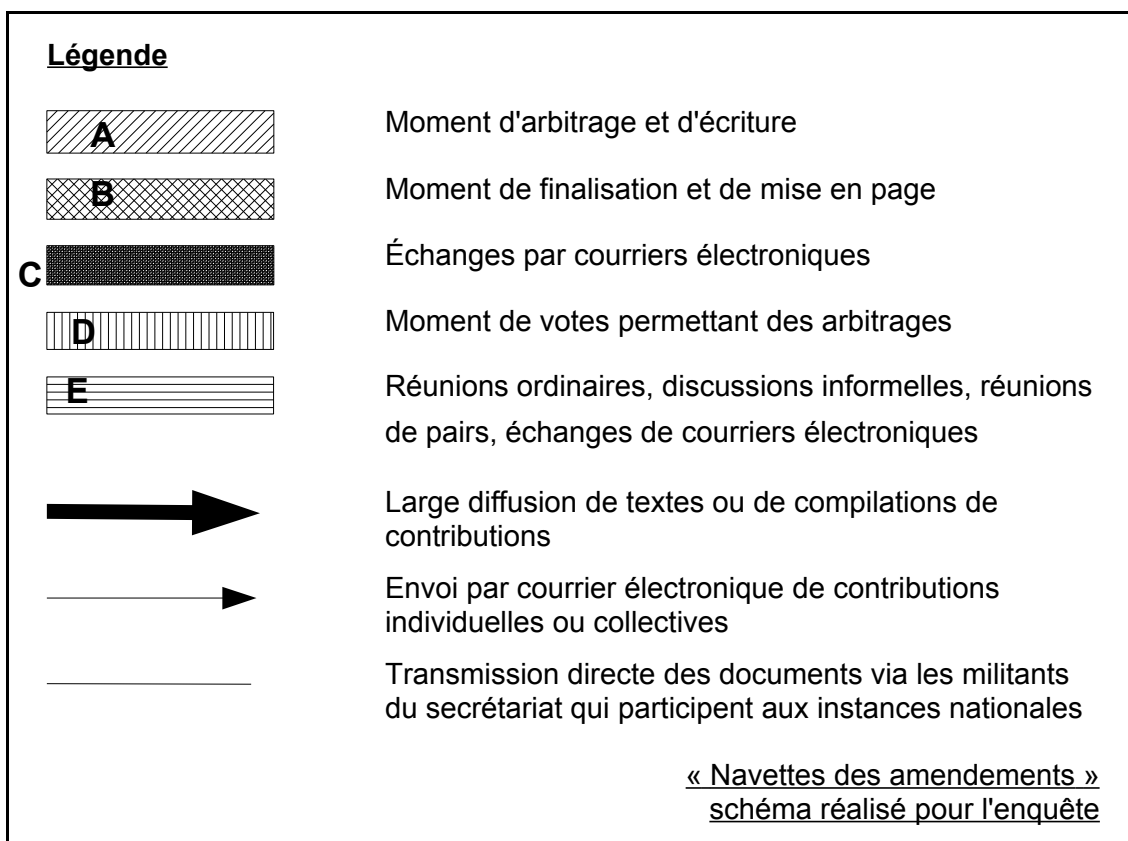 Légende
A Moment d'arbitrage et d'écriture
B Moment de finalisation et de mise en page
C Échanges par courriers électroniques
D Moment de votes permettant des arbitrages
E Réunions ordinaires, discussions informelles, réunions
de pairs, échanges de courriers électroniques
Large diffusion de textes ou de compilations de
contributions
Envoi par courrier électronique de contributions
individuelles ou collectives
Transmission directe des documents via les militants
du secrétariat qui participent aux instances nationales
« Navettes des amendements »
schéma réalisé pour l'enquête